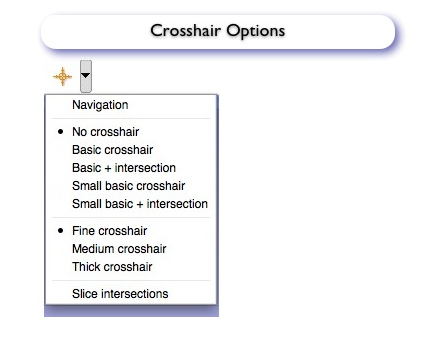 Crosshair Options
Navigation
No crosshair
Basic crosshair
Basic + intersection
Small basic crosshair
Small basic + intersection
Fine crosshair
Medium crosshair
Thick crosshair
Slice intersections